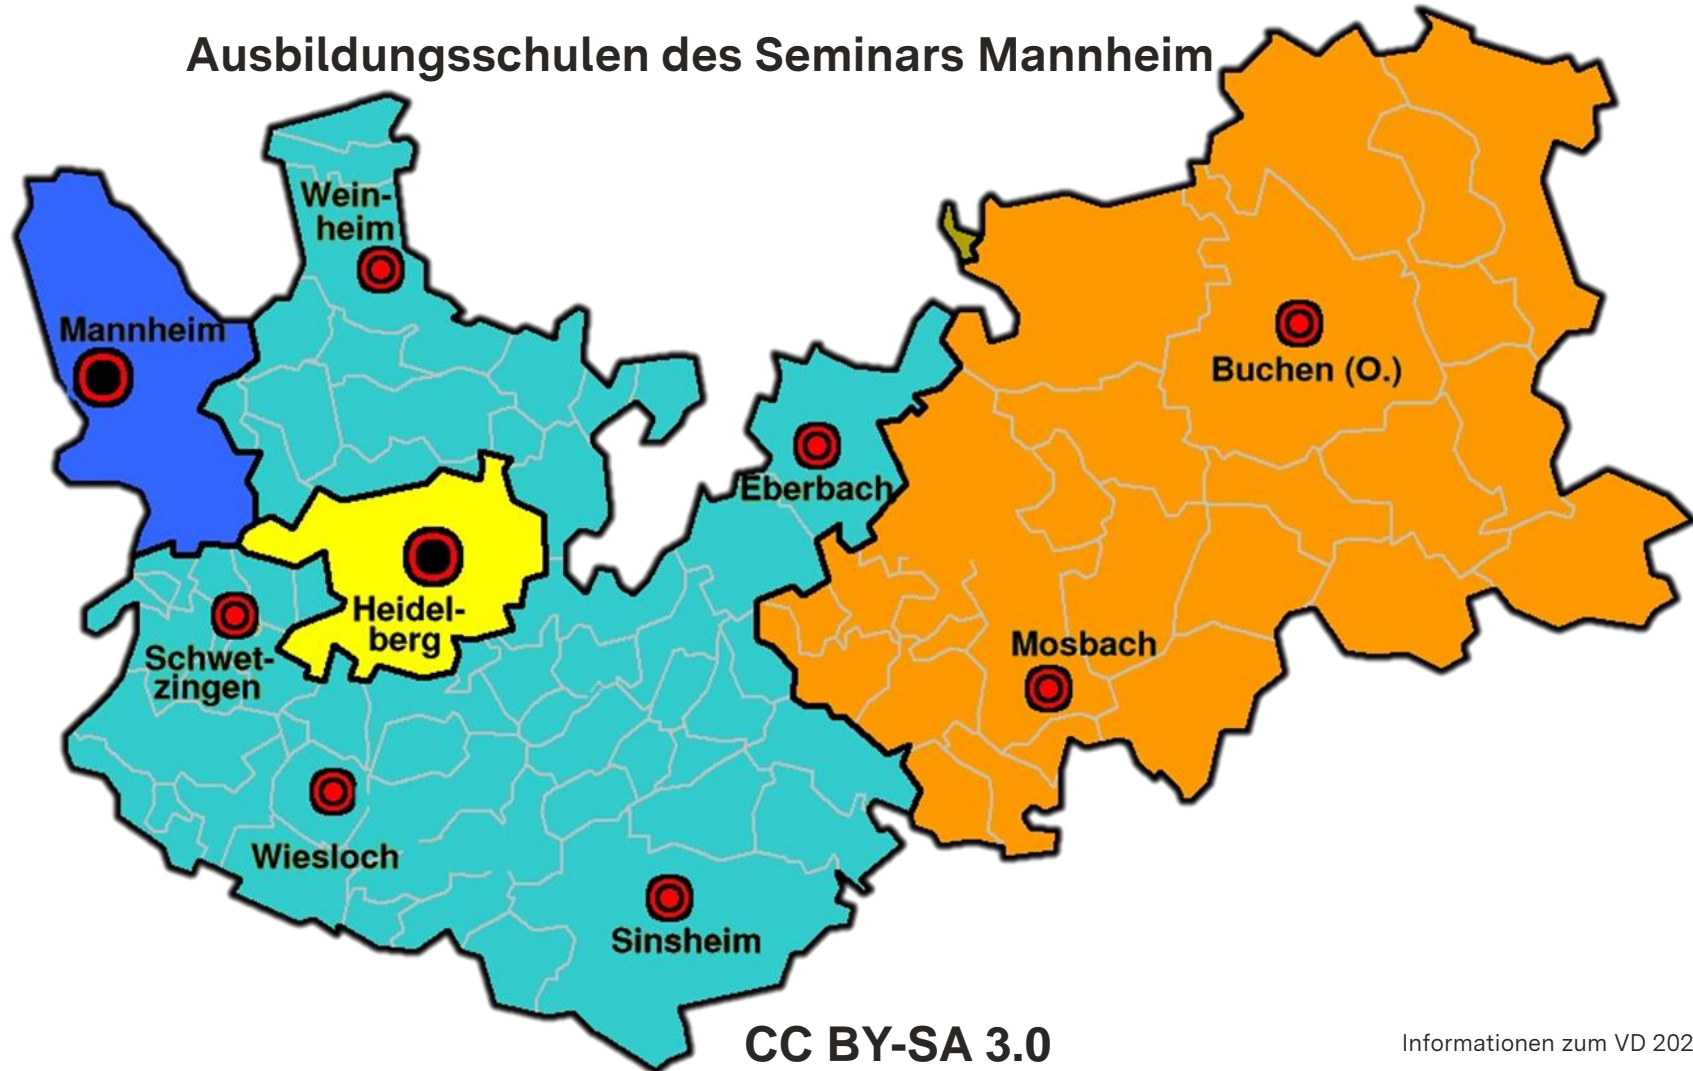 Ausbildungsschulen des Seminars Mannheim
Wein-
heim
Mannheim
Buchen (O.)
Eberbach
Heidel-
berg
Mosbach
Schwet-
zingen
Wiesloch
Sinsheim
CC BY-SA 3.0
Informationen zum VD 202